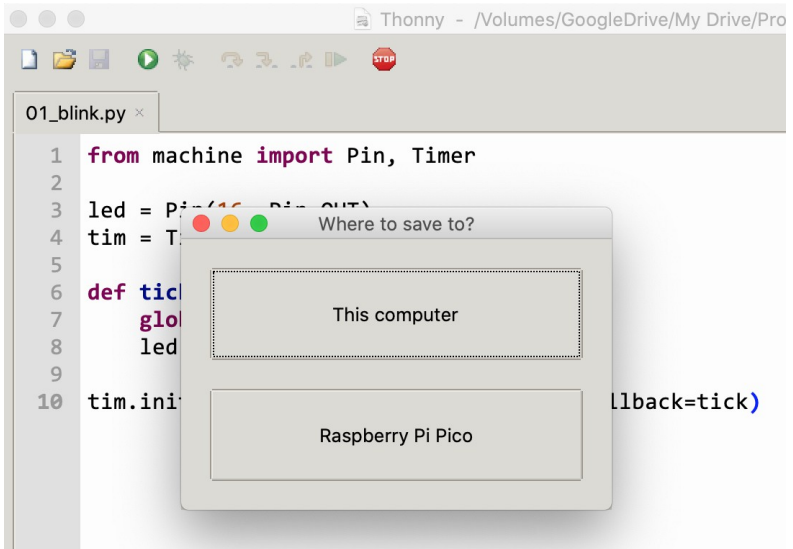 Thonny - /Volumes/GoogleDrive/My Drive/Pro
STOP
01_blink.py ×
1 from machine import Pin, Timer
2
3 led = Pin(16, Pin.OUT)
4 tim = Ti
5
6 def tick
7 glob
8 led
9
10 tim.init llback=tick)
Where to save to?
This computer
Raspberry Pi Pico